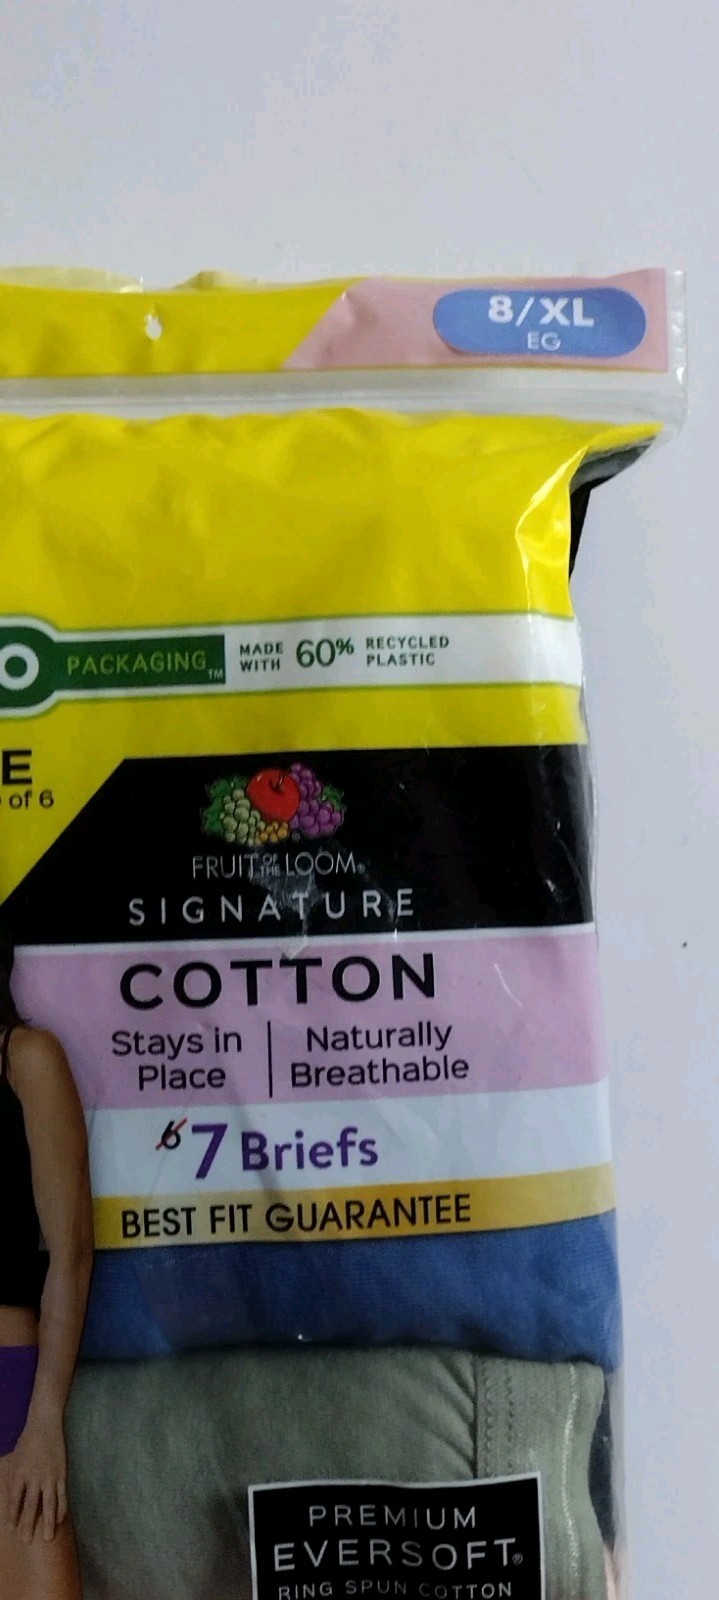 8/XL
EG
O PACKAGING™ MADE WITH 60% RECYCLED PLASTIC
E
of 6
FRUIT OF THE LOOM®
SIGNATURE
COTTON
Stays in Place | Naturally Breathable
6 7 Briefs
BEST FIT GUARANTEE
PREMIUM
EVERSOFT®
RING SPUN COTTON